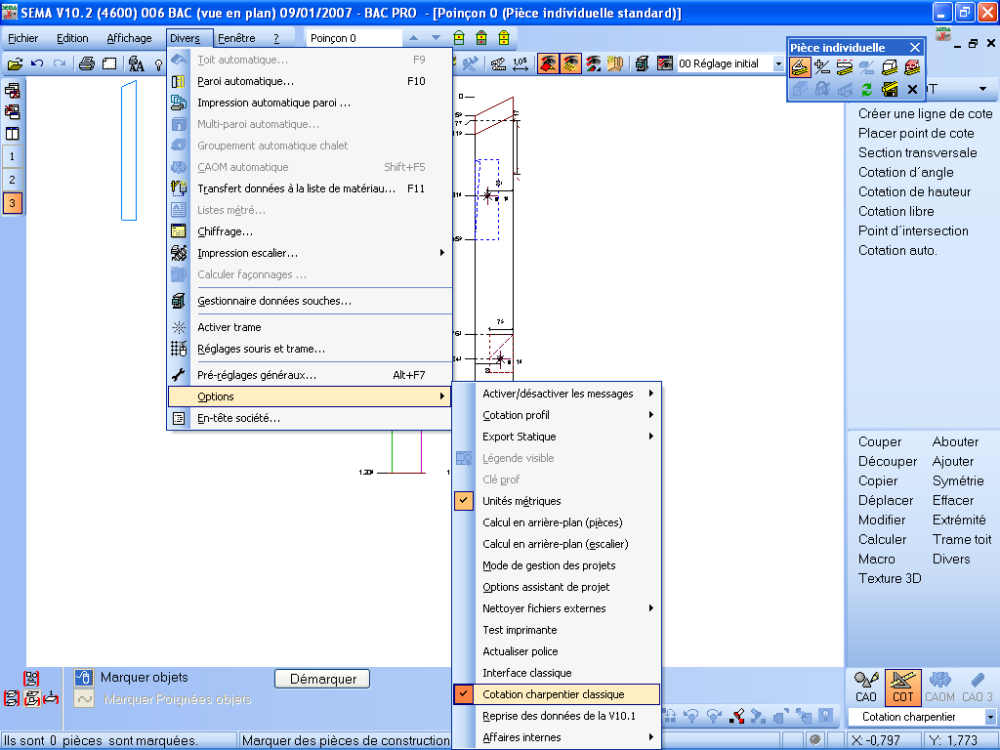 SEMA V10.2 (4600) 006 BAC (vue en plan) 09/01/2007 - BAC PRO - [Poinçon 0 (Pièce individuelle standard)]
Fichier Edition Affichage Divers Fenêtre ? Poinçon 0
Pièce individuelle
00 Réglage initial
1
2
3
Toit automatique... F9
Paroi automatique... F10
Impression automatique paroi ...
Multi-paroi automatique...
Groupement automatique chalet
CAOM automatique Shift+F5
Transfert données à la liste de matériau... F11
Listes métré...
Chiffrage...
Impression escalier...
Calculer façonnages ...
Gestionnaire données souches...
Activer trame
Réglages souris et trame...
Pré-réglages généraux... Alt+F7
Options
En-tête société...
Activer/désactiver les messages
Cotation profil
Export Statique
Légende visible
Clé prof
Unités métriques
Calcul en arrière-plan (pièces)
Calcul en arrière-plan (escalier)
Mode de gestion des projets
Options assistant de projet
Nettoyer fichiers externes
Test imprimante
Actualiser police
Interface classique
Cotation charpentier classique
Reprise des données de la V10.1
Affaires internes
Créer une ligne de cote
Placer point de cote
Section transversale
Cotation d´angle
Cotation de hauteur
Cotation libre
Point d´intersection
Cotation auto.
Couper Abouter
Découper Ajouter
Copier Symétrie
Déplacer Effacer
Modifier Extrémité
Calculer Trame toit
Macro Divers
Texture 3D
CAO COT CAOM CAO 3
Cotation charpentier
Marquer objets
Marquer Poignées objets
Démarquer
Ils sont 0 pièces sont marquées. Marquer des pièces de construction
X: -0,797 Y: 1,773